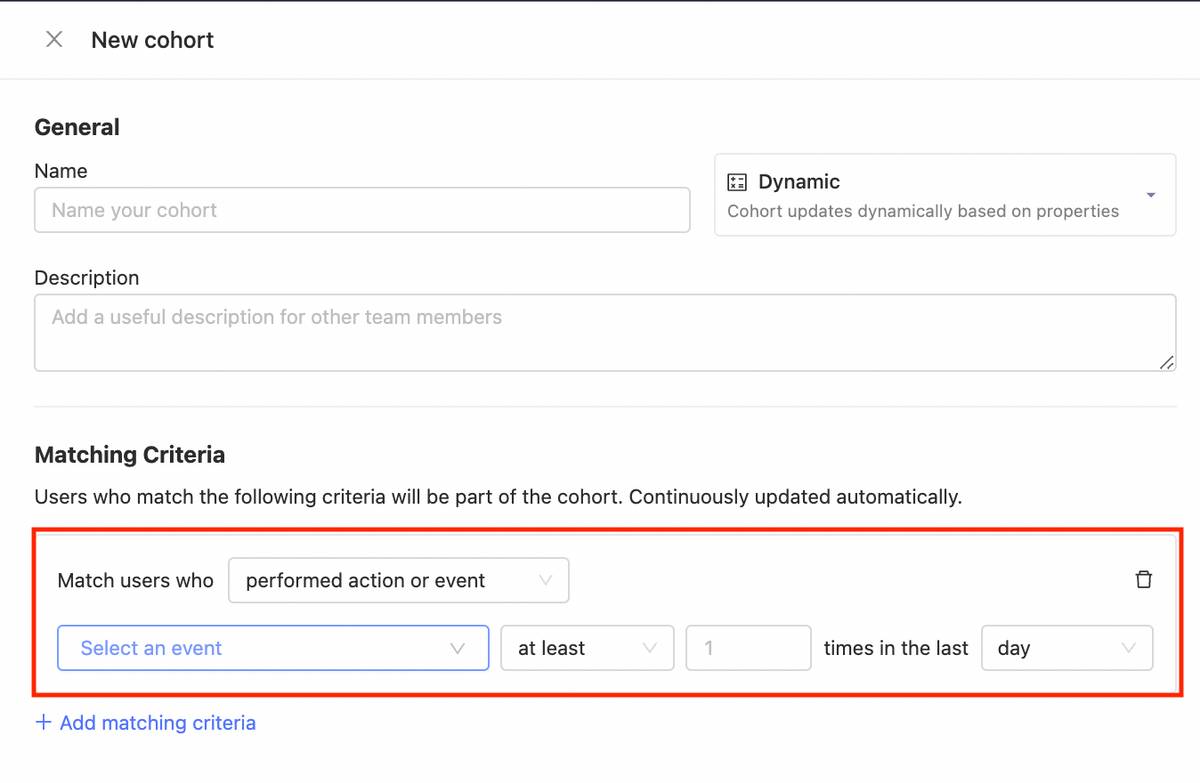 New cohort
General
Name
Name your cohort
Dynamic
Cohort updates dynamically based on properties
Description
Add a useful description for other team members
Matching Criteria
Users who match the following criteria will be part of the cohort. Continuously updated automatically.
Match users who performed action or event
Select an event at least 1 times in the last day
+ Add matching criteria